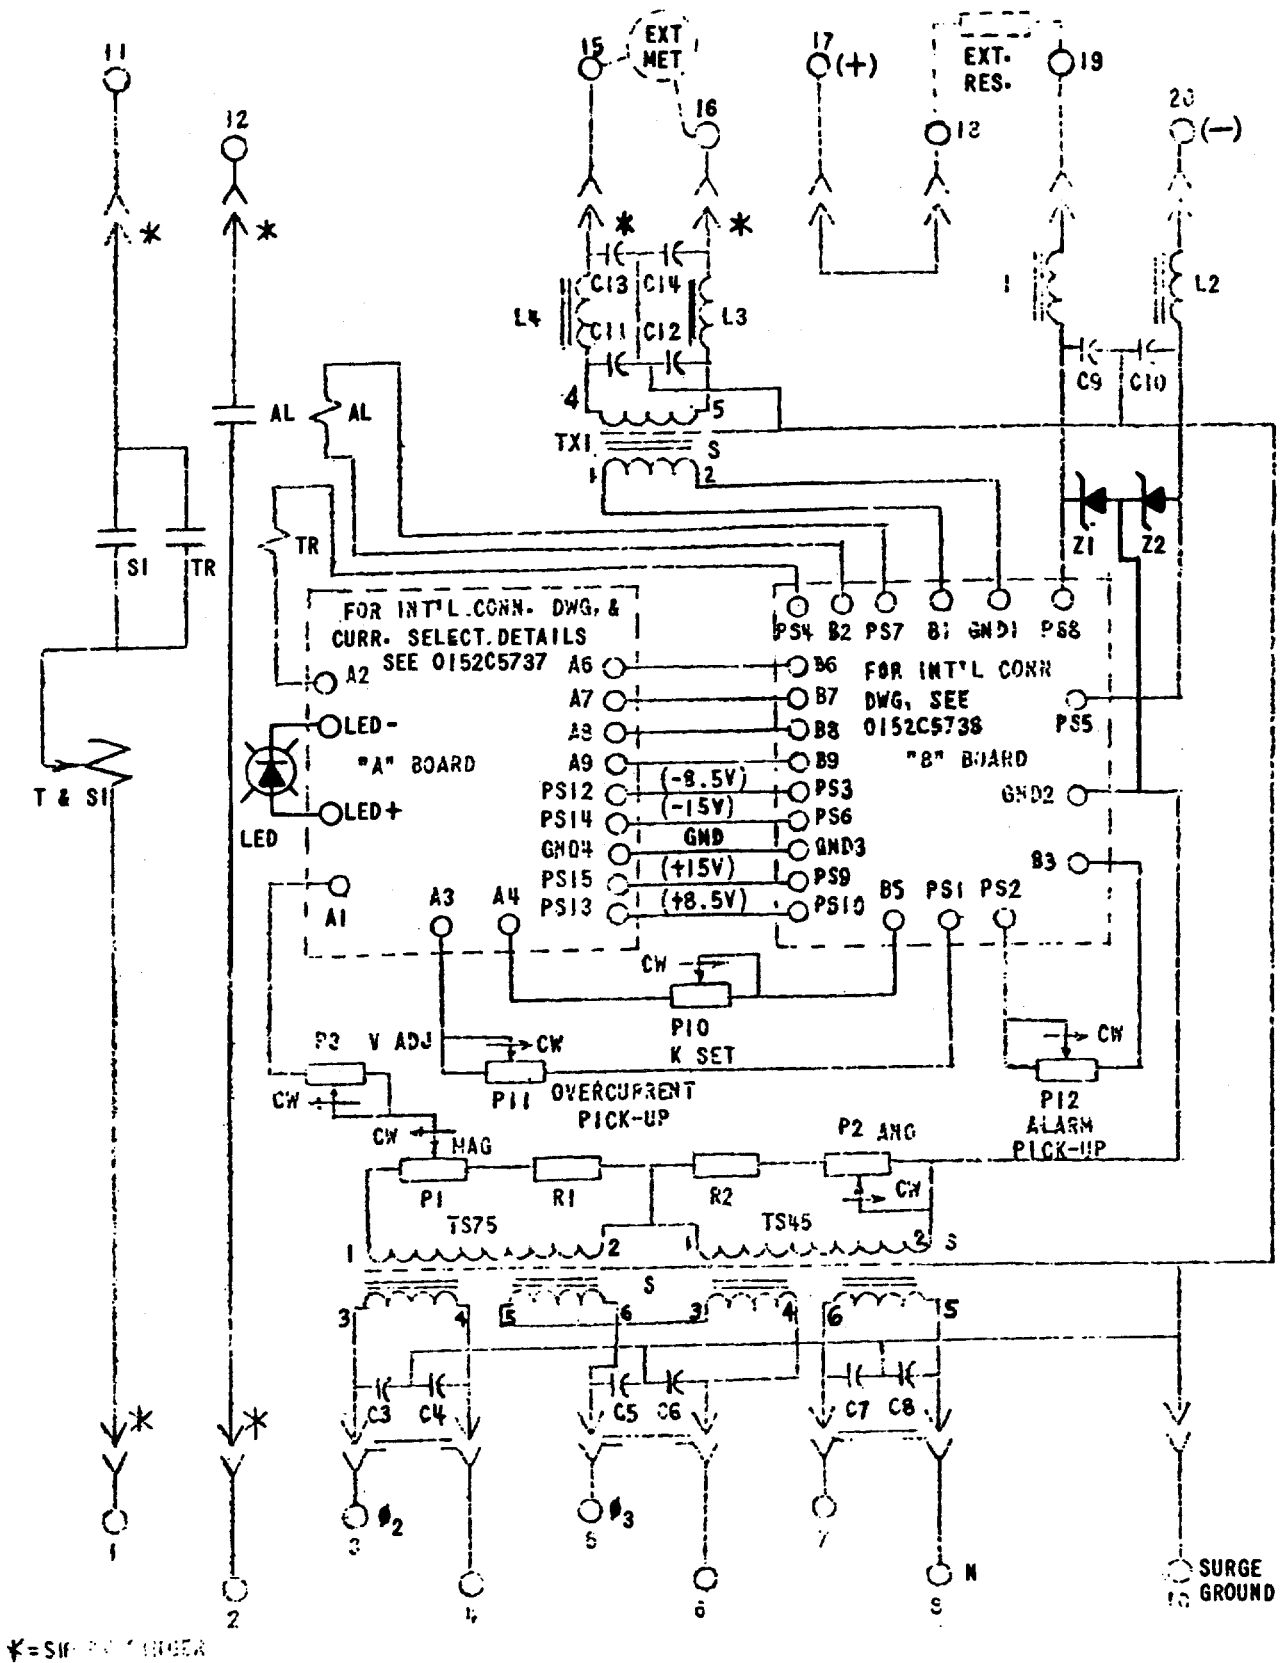 11
12
15
EXT
MET
16
17
(+)
EXT.
RES.
18
19
20
(—)
*
*
*
*
C13
C14
L4
C11
C12
L3
1
L2
C9
C10
4
5
TX1
S
1
2
AL
AL
S1
TR
TR
Z1
Z2
FOR INT'L.CONN. DWG, &
CURR. SELECT.DETAILS
SEE 0152C5737
A2
LED-
"A" BOARD
LED+
LED
A1
A3
A4
A6
A7
A8
A9
PS12
PS14
GND4
PS15
PS13
(-8.5V)
(-15V)
GND
(+15V)
(+8.5V)
PS4
B2
PS7
B1
GND1
PS8
B6
B7
B8
B9
PS3
PS6
GND3
PS9
PS10
FOR INT'L CONN
DWG, SEE
0152C5738
"B" BOARD
PS5
GND2
B3
B5
PS1
PS2
T & SI
CW
P10
K SET
P3
V ADJ
CW
CW
P11
OVERCURRENT
PICK-UP
CW
P12
ALARM
PICK-UP
CW
MAG
P1
R1
R2
P2
ANG
CW
TS75
TS45
1
2
1
2
S
S
3
4
5
6
3
4
6
5
C3
C4
C5
C6
C7
C8
*
*
1
2
3
ø2
4
ø3
6
7
N
10
SURGE
GROUND